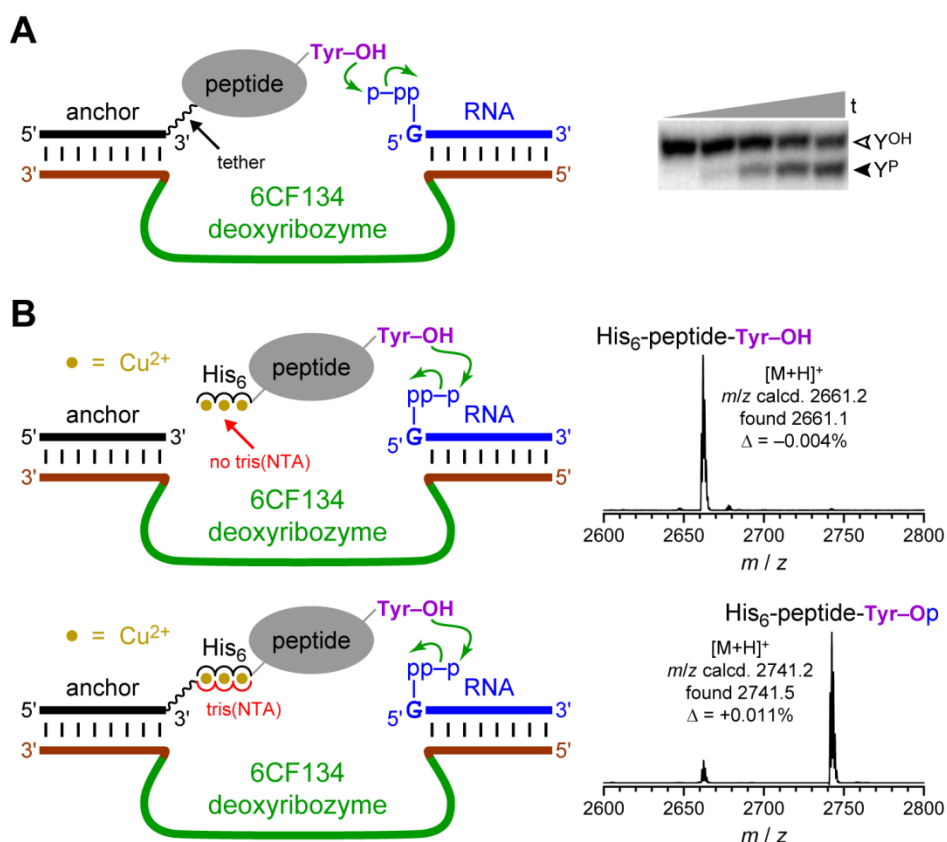 A
Tyr–OH
peptide
p–pp
anchor
RNA
5'
3'
G
3'
tether
3'
5'
6CF134
deoxyribozyme
t
Y^OH
Y^P
B
Tyr–OH
= Cu²⁺
peptide
His₆
pp–p
anchor
RNA
5'
3'
5'
G
3'
no tris(NTA)
3'
5'
6CF134
deoxyribozyme
His₆-peptide-Tyr–OH
[M+H]⁺
m/z calcd. 2661.2
found 2661.1
Δ = –0.004%
2600 2650 2700 2750 2800
m / z
Tyr–OH
= Cu²⁺
peptide
His₆
pp–p
anchor
RNA
tris(NTA)
5'
3'
5'
G
3'
3'
5'
6CF134
deoxyribozyme
His₆-peptide-Tyr–Op
[M+H]⁺
m/z calcd. 2741.2
found 2741.5
Δ = +0.011%
2600 2650 2700 2750 2800
m / z